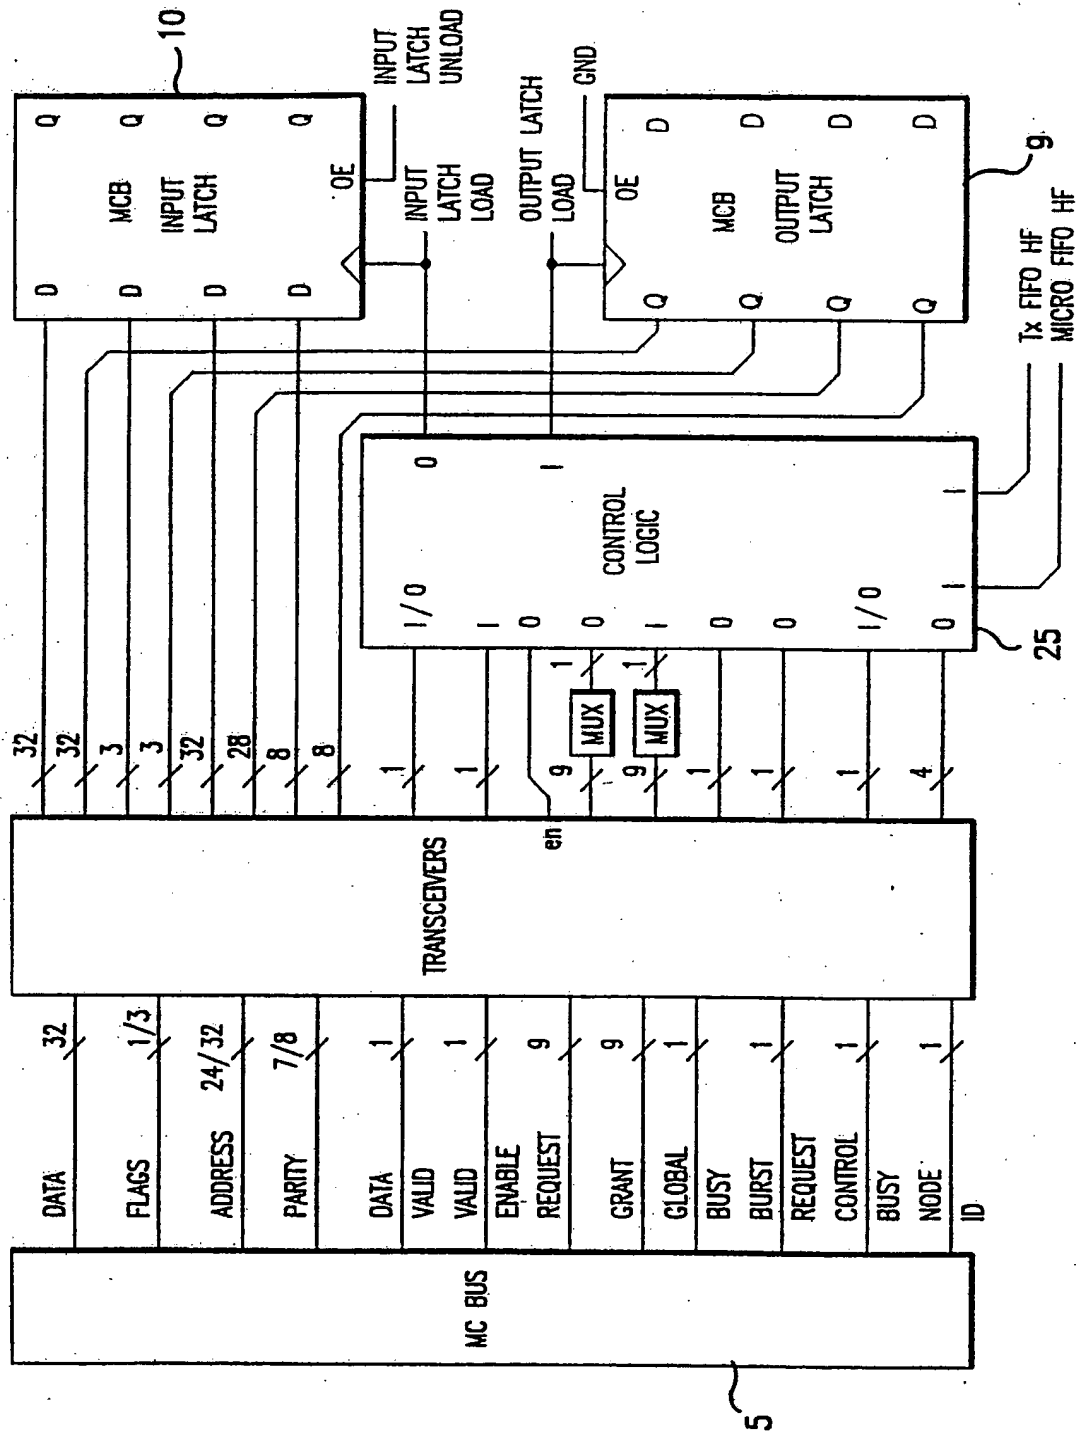 MC BUS
5
DATA
32
FLAGS
1/3
ADDRESS
24/32
PARITY
7/8
DATA
VALID
1
VALID
ENABLE
1
REQUEST
9
GRANT
9
GLOBAL
BUSY
1
BURST
REQUEST
1
CONTROL
BUSY
1
NODE
ID
1
TRANSCEIVERS
en
32
32
3
3
32
28
8
8
1
1
9
MUX
1
9
MUX
1
1
1
1
4
I/O
I
O
O
I
O
O
I/O
O
CONTROL
LOGIC
O
I
I
I
25
D
D
D
D
MCB
INPUT
LATCH
Q
Q
Q
Q
OE
10
INPUT
LATCH
UNLOAD
INPUT
LATCH
LOAD
OUTPUT LATCH
LOAD
GND
OE
Q
Q
Q
Q
MCB
OUTPUT
LATCH
D
D
D
D
9
Tx FIFO HF
MICRO FIFO HF